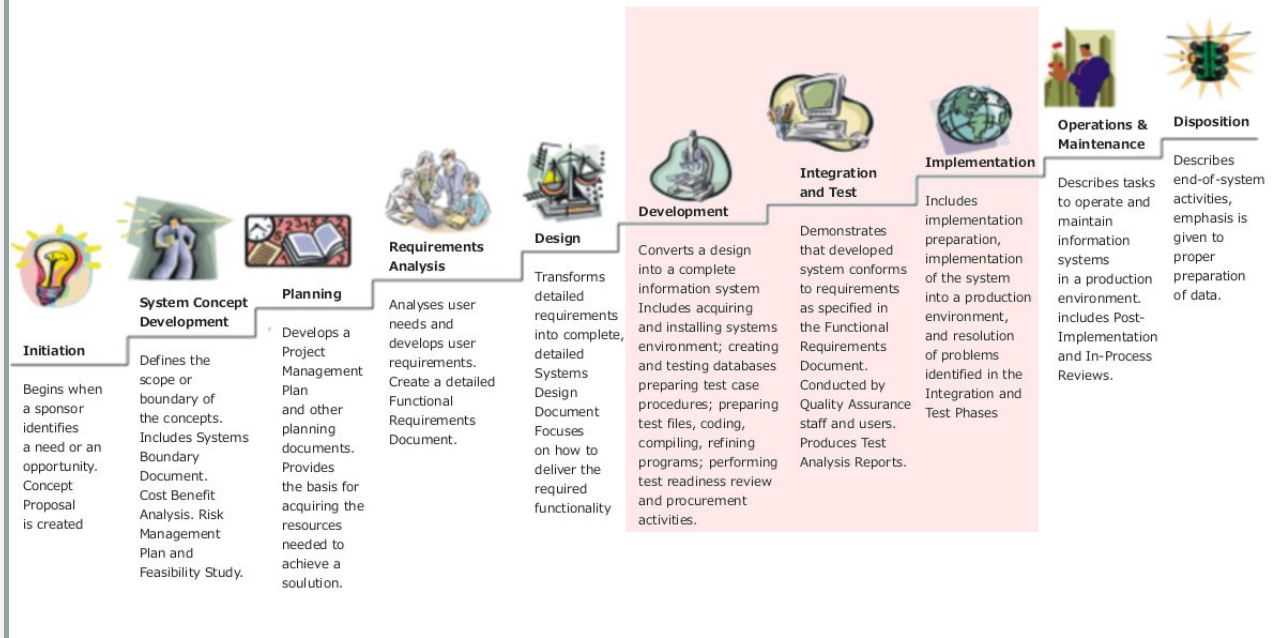 Initiation
Begins when
a sponsor
identifies
a need or an
opportunity.
Concept
Proposal
is created
System Concept
Development
Defines the
scope or
boundary of
the concepts.
Includes Systems
Boundary
Document.
Cost Benefit
Analysis. Risk
Management
Plan and
Feasibility Study.
Planning
Develops a
Project
Management
Plan
and other
planning
documents.
Provides
the basis for
acquiring the
resources
needed to
achieve a
soulution.
Requirements
Analysis
Analyses user
needs and
develops user
requirements.
Create a detailed
Functional
Requirements
Document.
Design
Transforms
detailed
requirements
into complete,
detailed
Systems
Design
Document
Focuses
on how to
deliver the
required
functionality
Development
Converts a design
into a complete
information system
Includes acquiring
and installing systems
environment; creating
and testing databases
preparing test case
procedures; preparing
test files, coding,
compiling, refining
programs; performing
test readiness review
and procurement
activities.
Integration
and Test
Demonstrates
that developed
system conforms
to requirements
as specified in
the Functional
Requirements
Document.
Conducted by
Quality Assurance
staff and users.
Produces Test
Analysis Reports.
Implementation
Includes
implementation
preparation,
implementation
of the system
into a production
environment,
and resolution
of problems
identified in the
Integration and
Test Phases
Operations &
Maintenance
Describes tasks
to operate and
maintain
information
systems
in a production
environment.
includes Post-
Implementation
and In-Process
Reviews.
Disposition
Describes
end-of-system
activities,
emphasis is
given to
proper
preparation
of data.